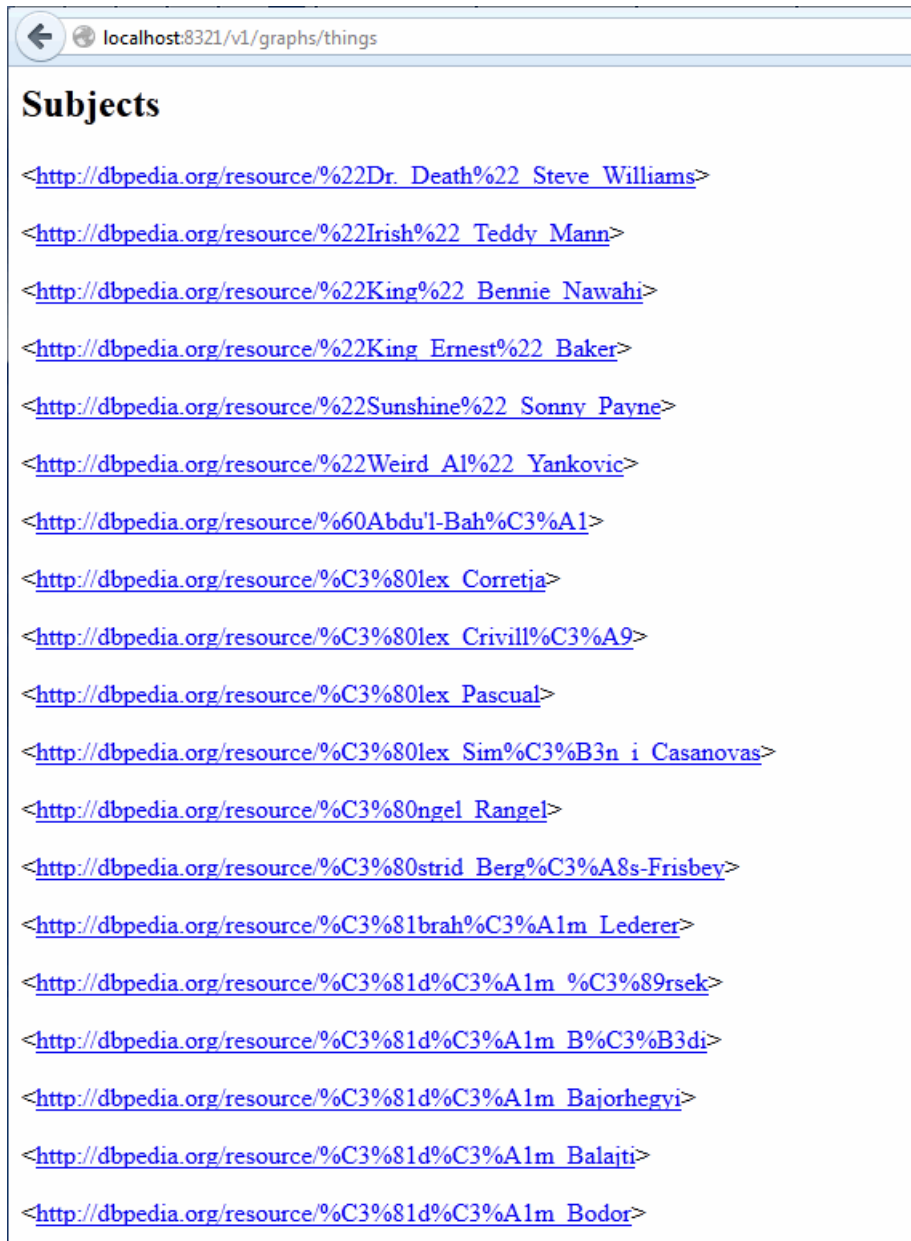 localhost:8321/v1/graphs/things
Subjects
<http://dbpedia.org/resource/%22Dr._Death%22_Steve_Williams>
<http://dbpedia.org/resource/%22Irish%22_Teddy_Mann>
<http://dbpedia.org/resource/%22King%22_Bennie_Nawahi>
<http://dbpedia.org/resource/%22King_Ernest%22_Baker>
<http://dbpedia.org/resource/%22Sunshine%22_Sonny_Payne>
<http://dbpedia.org/resource/%22Weird_Al%22_Yankovic>
<http://dbpedia.org/resource/%60Abdu'l-Bah%C3%A1>
<http://dbpedia.org/resource/%C3%80lex_Corretja>
<http://dbpedia.org/resource/%C3%80lex_Crivill%C3%A9>
<http://dbpedia.org/resource/%C3%80lex_Pascual>
<http://dbpedia.org/resource/%C3%80lex_Sim%C3%B3n_i_Casanovas>
<http://dbpedia.org/resource/%C3%80ngel_Rangel>
<http://dbpedia.org/resource/%C3%80strid_Berg%C3%A8s-Frisbey>
<http://dbpedia.org/resource/%C3%81brah%C3%A1m_Lederer>
<http://dbpedia.org/resource/%C3%81d%C3%A1m_%C3%89rsek>
<http://dbpedia.org/resource/%C3%81d%C3%A1m_B%C3%B3di>
<http://dbpedia.org/resource/%C3%81d%C3%A1m_Bajorhegyi>
<http://dbpedia.org/resource/%C3%81d%C3%A1m_Balajti>
<http://dbpedia.org/resource/%C3%81d%C3%A1m_Bodor>